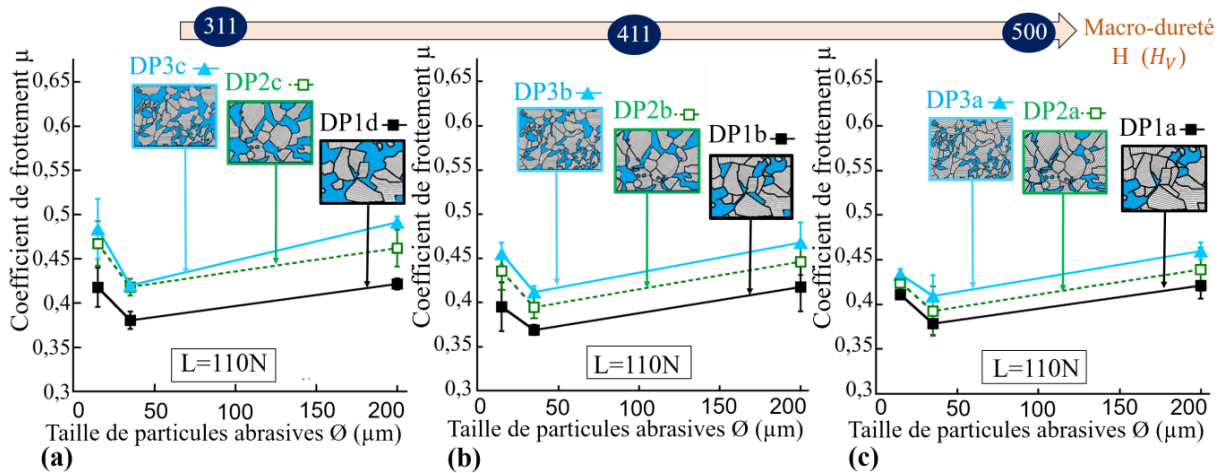 311
411
500
Macro-dureté
H (H_V)
Coefficient de frottement μ
0,65
0,6
0,55
0,5
0,45
0,4
0,35
0,3
DP3c
DP2c
DP1d
L=110N
0
50
100
150
200
Taille de particules abrasives Ø (μm)
(a)
Coefficient de frottement μ
0,65
0,6
0,55
0,5
0,45
0,4
0,35
0,3
DP3b
DP2b
DP1b
L=110N
0
50
100
150
200
Taille de particules abrasives Ø (μm)
(b)
Coefficient de frottement μ
0,65
0,6
0,55
0,5
0,45
0,4
0,35
0,3
DP3a
DP2a
DP1a
L=110N
0
50
100
150
200
Taille de particules abrasives Ø (μm)
(c)